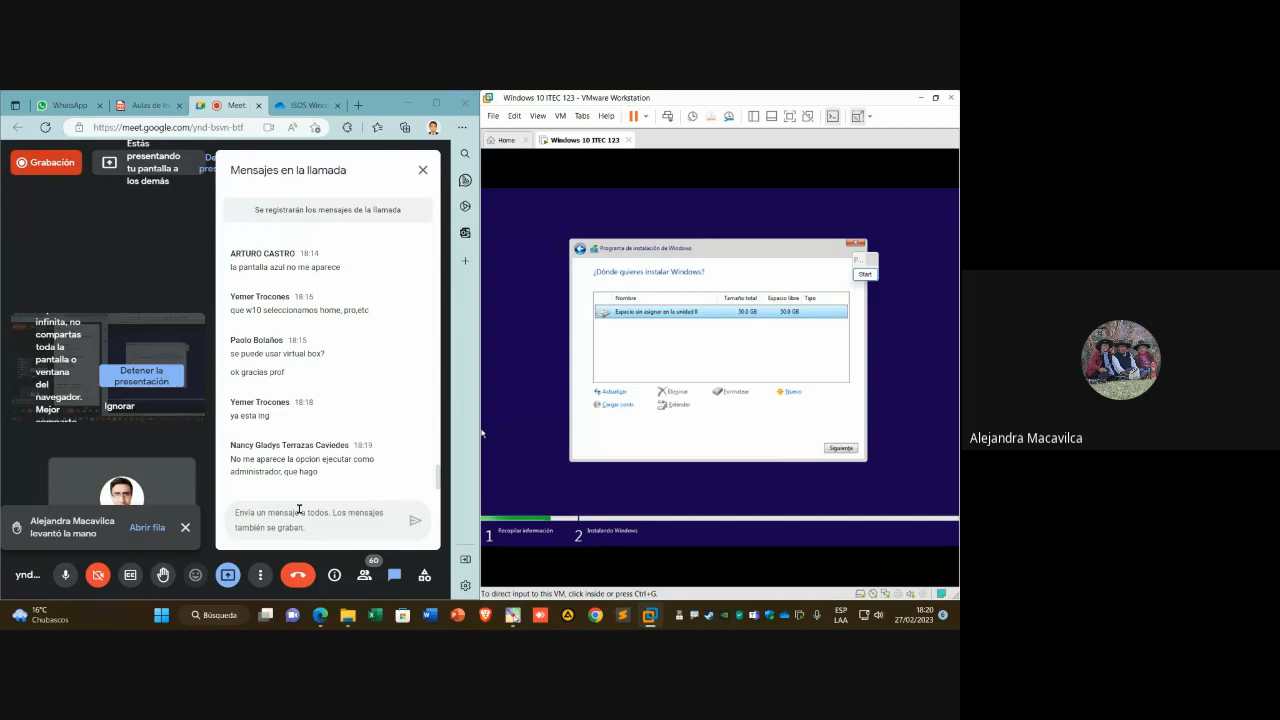 WhatsApp
Aulas de In
Meet:
ISOS Wind
https://meet.google.com/ynd-bsvn-btf
Grabación
Estás
presentando
tu pantalla a
los demás
De
pres
Mensajes en la llamada
Se registrarán los mensajes de la llamada
ARTURO CASTRO 18:14
la pantalla azul no me aparece
Yemer Trocones 18:15
que w10 seleccionamos home, pro,etc
Paolo Bolaños 18:15
se puede usar virtual box?
ok gracias prof
Yemer Trocones 18:18
ya esta ing
Nancy Gladys Terrazas Caviedes 18:19
No me aparece la opcion ejecutar como
administrador, que hago
Envía un mensaje a todos. Los mensajes
también se graban.
infinita, no
compartas
toda la
pantalla o
ventana
del
navegador.
Mejor
Detener la
presentación
Ignorar
Alejandra Macavilca
levantó la mano
Abrir fila
ynd...
60
Windows 10 ITEC 123 - VMware Workstation
File Edit View VM Tabs Help
Home
Windows 10 ITEC 123
Programa de instalación de Windows
P...
Start
¿Dónde quieres instalar Windows?
Nombre Tamaño total Espacio libre Tipo
Espacio sin asignar en la unidad 0 50.0 GB 50.0 GB
Actualizar Eliminar Formatear Nuevo
Cargar contr. Extender
Siguiente
1 Recopilar información 2 Instalando Windows
To direct input to this VM, click inside or press Ctrl+G.
16°C
Chubascos
Búsqueda
ESP
LAA
18:20
27/02/2023
6
Alejandra Macavilca